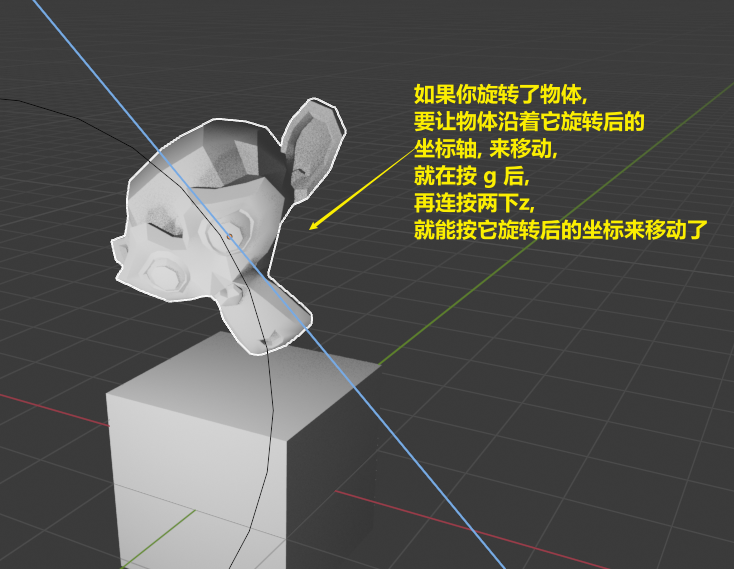 如果你旋转了物体,
要让物体沿着它旋转后的
坐标轴, 来移动,
就在按 g 后,
再连按两下z,
就能按它旋转后的坐标来移动了